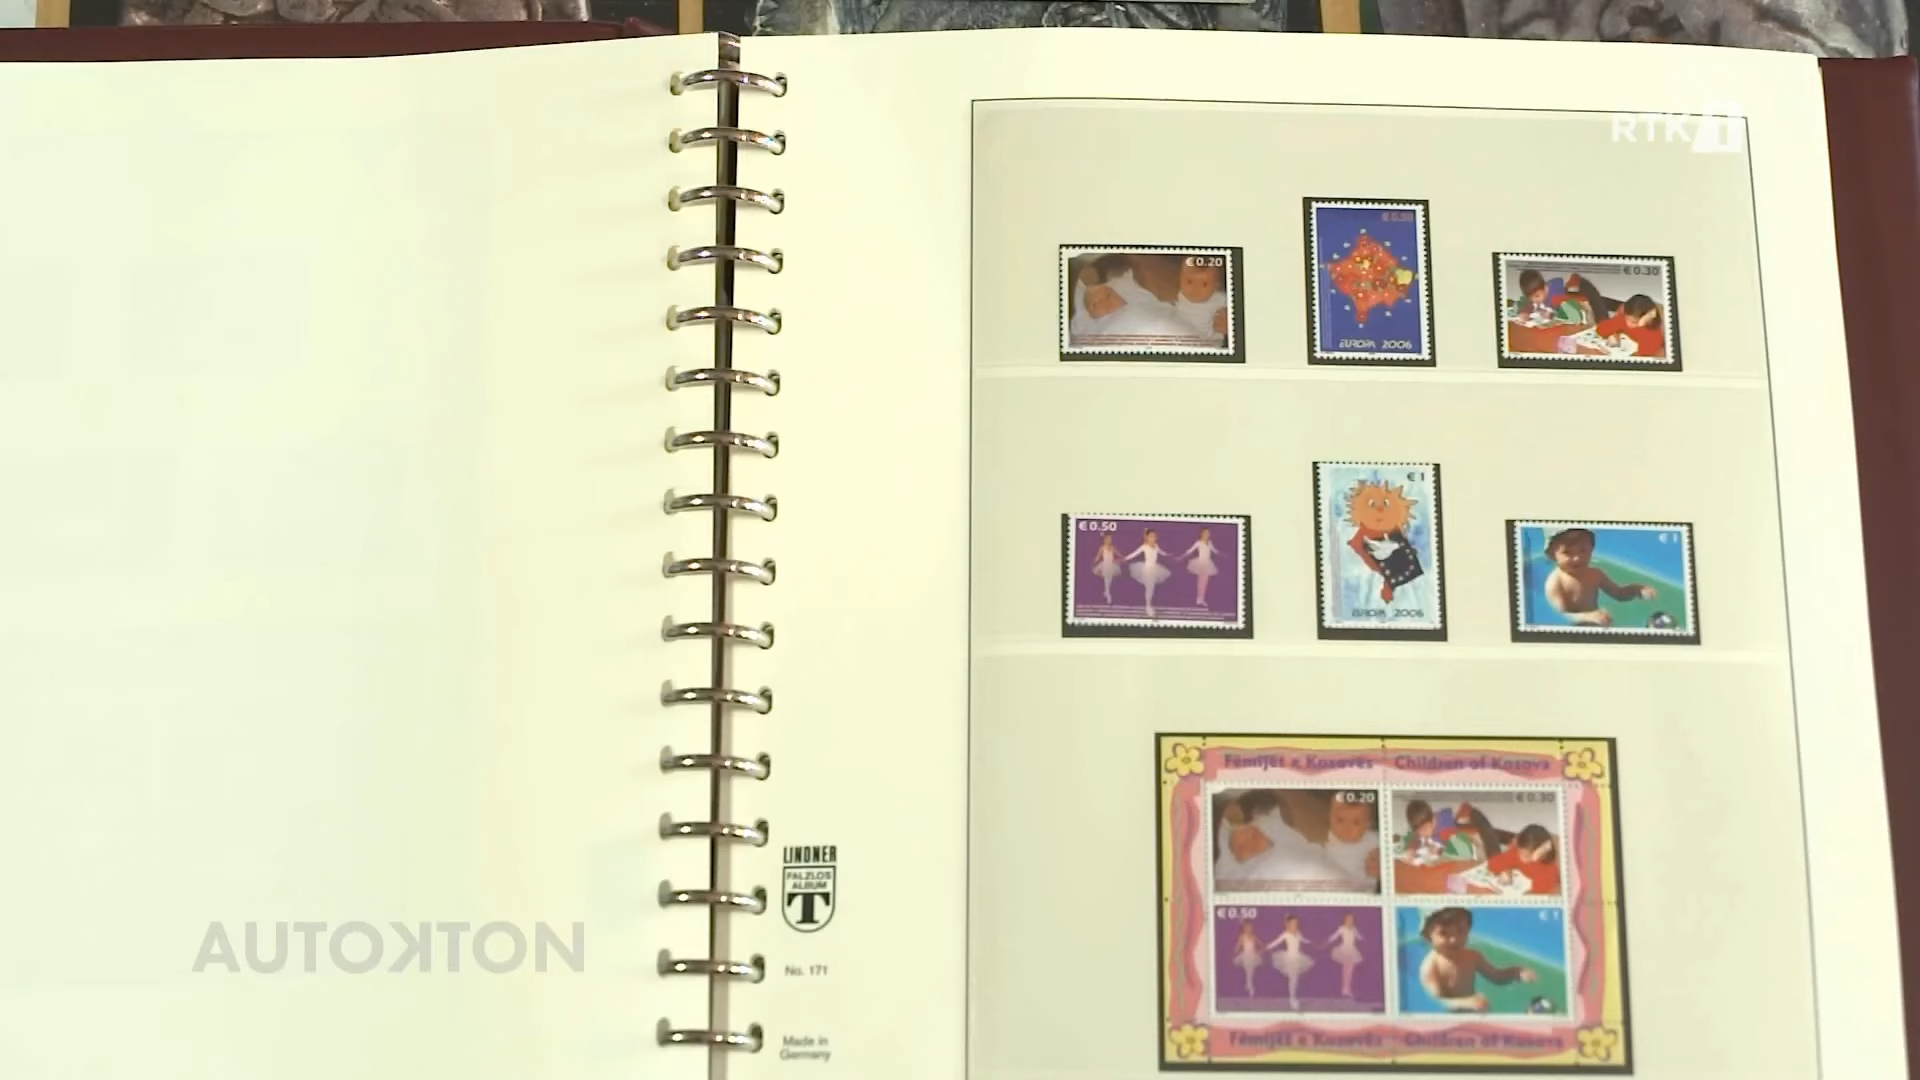 RTK 1
€0.20
€0.50
€0.30
EUROPA 2006
€0.50
€1
€1
EUROPA 2006
Fëmijët e Kosovës Children of Kosova
€0.20
€0.30
LINDNER
FALZLOS
ALBUM
T
€0.50
€1
AUTOKTON
No. 171
Made in
Germany
Fëmijët e Kosovës Children of Kosova